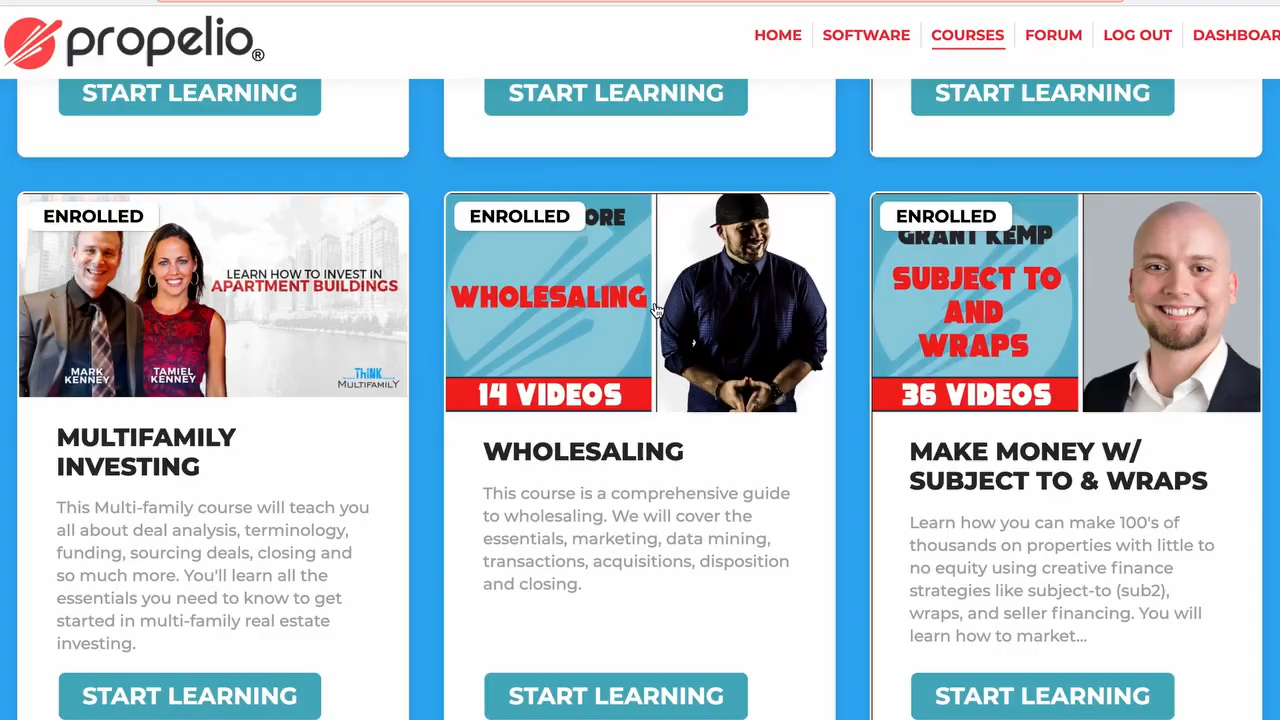 propelio®
HOME
SOFTWARE
COURSES
FORUM
LOG OUT
DASHBOAR
START LEARNING
START LEARNING
START LEARNING
ENROLLED
LEARN HOW TO INVEST IN
APARTMENT BUILDINGS
MARK
KENNEY
TAMIEL
KENNEY
THINK
MULTIFAMILY
MULTIFAMILY
INVESTING
This Multi-family course will teach you
all about deal analysis, terminology,
funding, sourcing deals, closing and
so much more. You'll learn all the
essentials you need to know to get
started in multi-family real estate
investing.
START LEARNING
ENROLLED
ORE
WHOLESALING
14 VIDEOS
WHOLESALING
This course is a comprehensive guide
to wholesaling. We will cover the
essentials, marketing, data mining,
transactions, acquisitions, disposition
and closing.
START LEARNING
ENROLLED
GRANT KEMP
SUBJECT TO
AND
WRAPS
36 VIDEOS
MAKE MONEY W/
SUBJECT TO & WRAPS
Learn how you can make 100's of
thousands on properties with little to
no equity using creative finance
strategies like subject-to (sub2),
wraps, and seller financing. You will
learn how to market...
START LEARNING